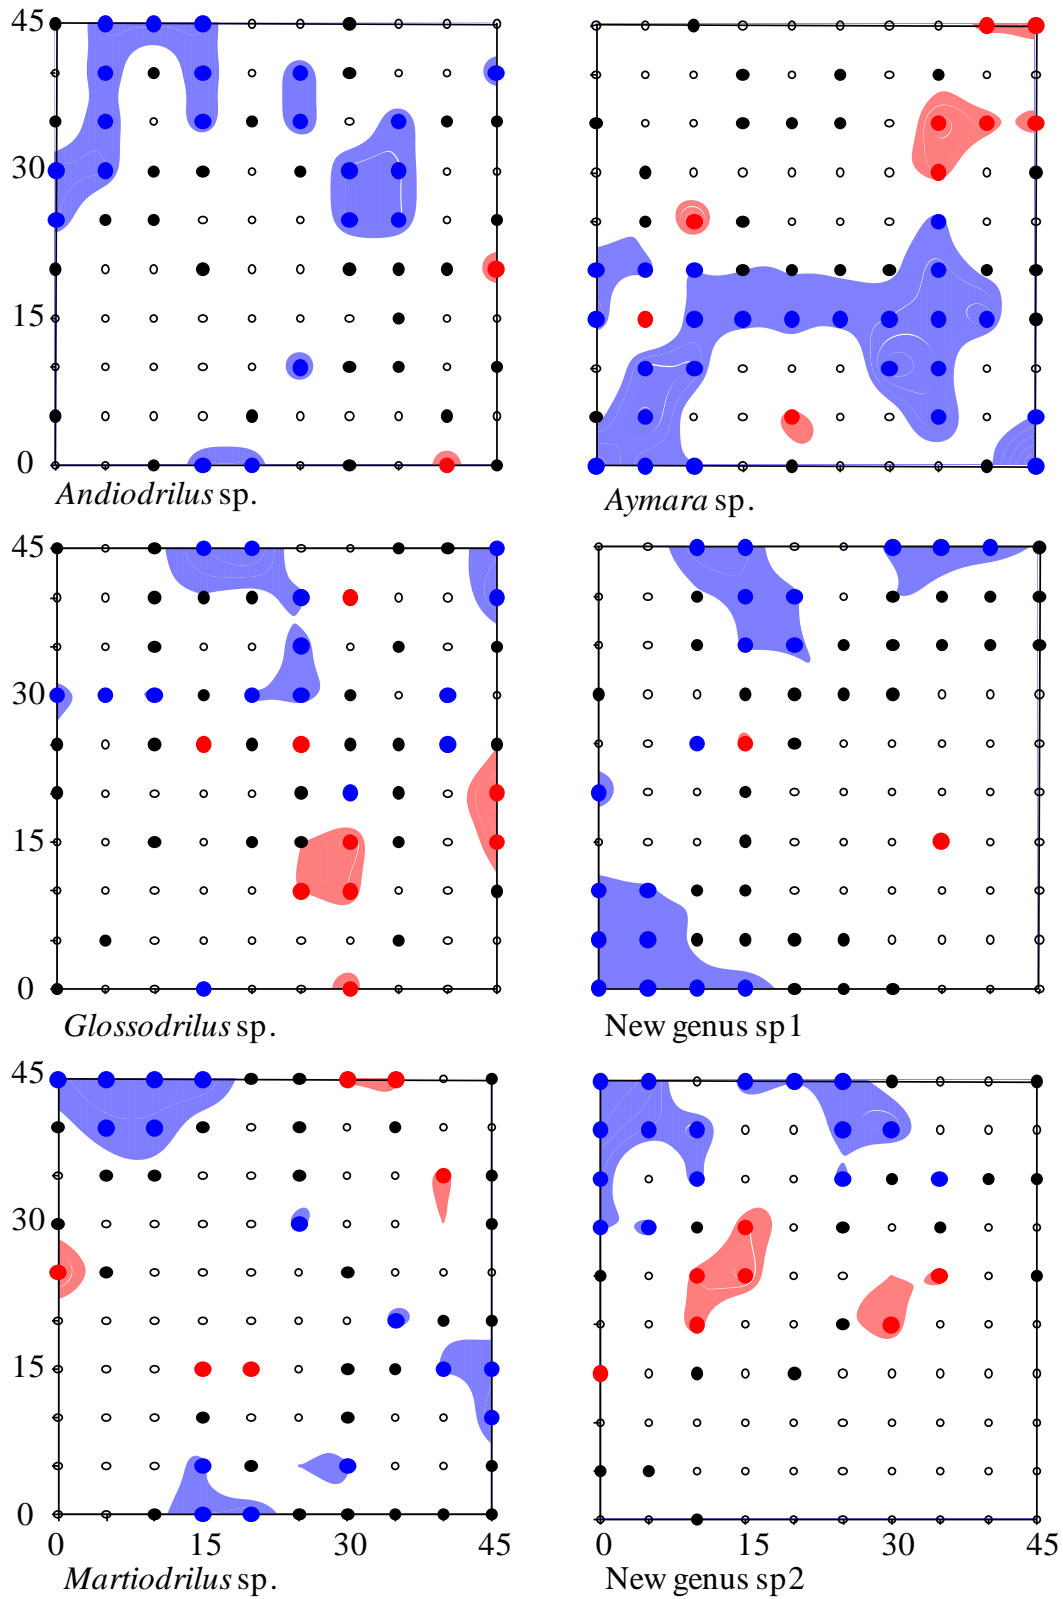 45
30
15
0
Andiodrilus sp.
Aymara sp.
45
30
15
0
Glossodrilus sp.
New genus sp1
45
30
15
0
0 15 30 45
0 15 30 45
Martiodrilus sp.
New genus sp2